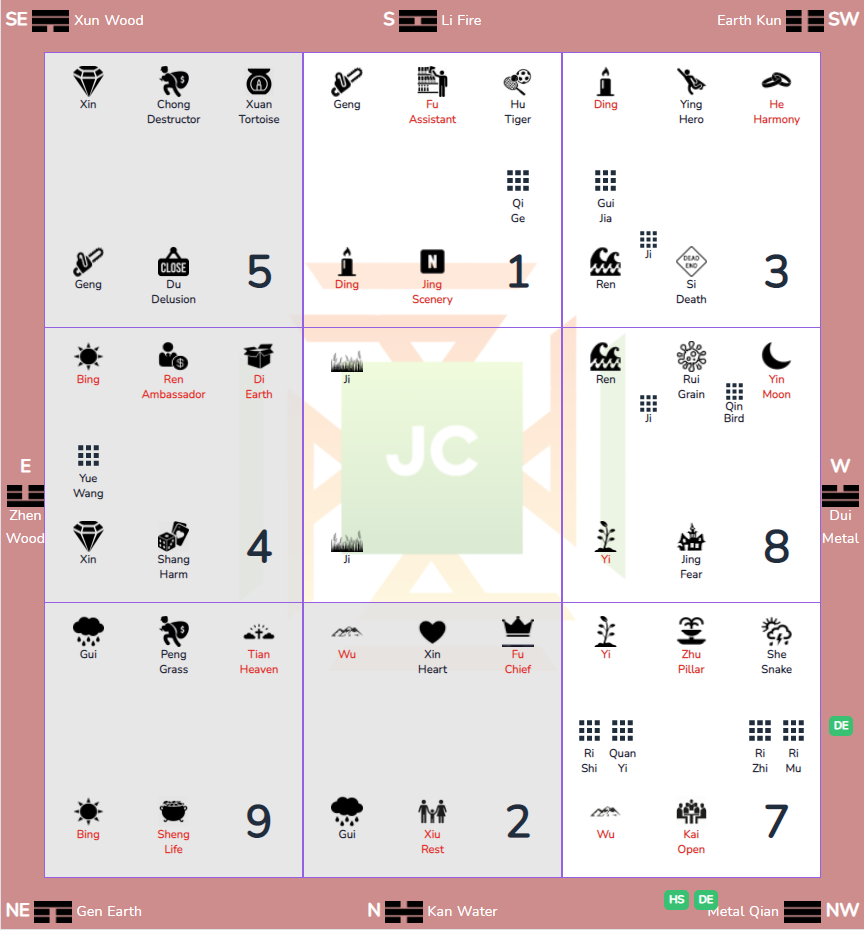 SE Xun Wood S Li Fire Earth Kun SW
Xin Chong Xuan Geng Fu Hu Ding Ying He
Destructor Tortoise Assistant Tiger Hero Harmony
Qi Gui
Ge Jia
Ji
Geng Du 5 Ding Jing 1 Ren Si 3
Delusion Scenery Death
CLOSE N DEAD END
Bing Ren Di Ji Ren Rui Yin
Ambassador Earth Grain Moon
Ji Qin
Bird
E JC W
Yue
Wang
Zhen Dui
Wood Metal
Xin Shang 4 Ji Yi Jing 8
Harm Fear
Gui Peng Tian Wu Xin Fu Yi Zhu She
Grass Heaven Heart Chief Pillar Snake
DE
Ri Quan Ri Ri
Shi Yi Zhi Mu
Bing Sheng 9 Gui Xiu 2 Wu Kai 7
Life Rest Open
HS DE
NE Gen Earth N Kan Water Metal Qian NW